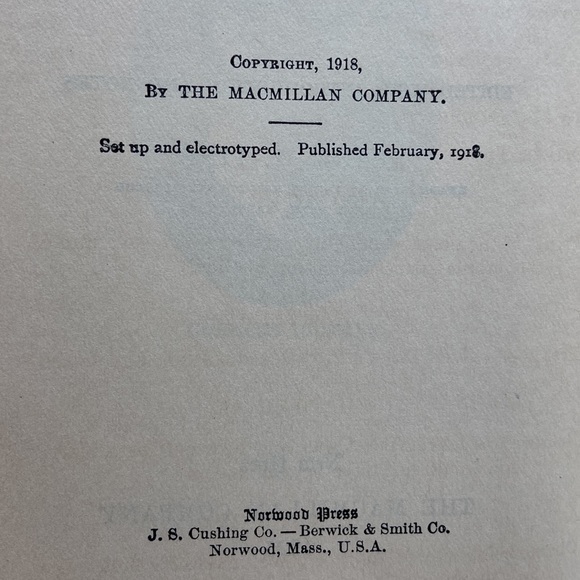 COPYRIGHT, 1918,
BY THE MACMILLAN COMPANY.
Set up and electrotyped. Published February, 1918.
Norwood Press
J. S. Cushing Co. — Berwick & Smith Co.
Norwood, Mass., U.S.A.